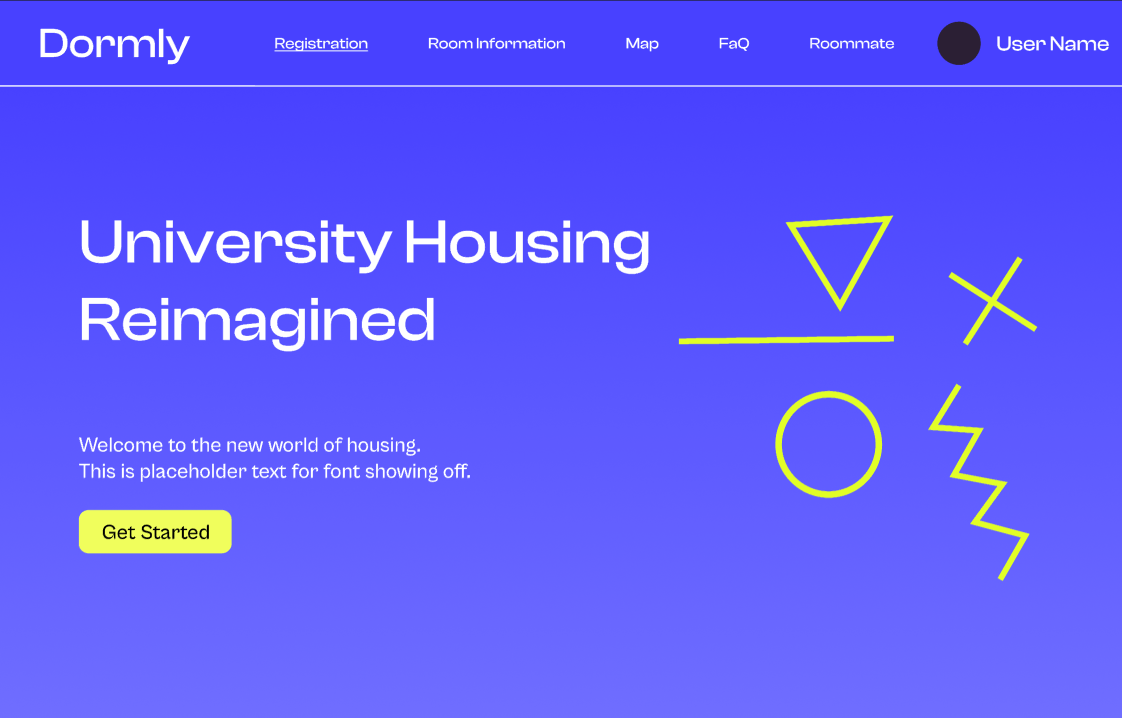 Dormly
Registration
Room Information
Map
FaQ
Roommate
User Name
University Housing
Reimagined
Welcome to the new world of housing.
This is placeholder text for font showing off.
Get Started